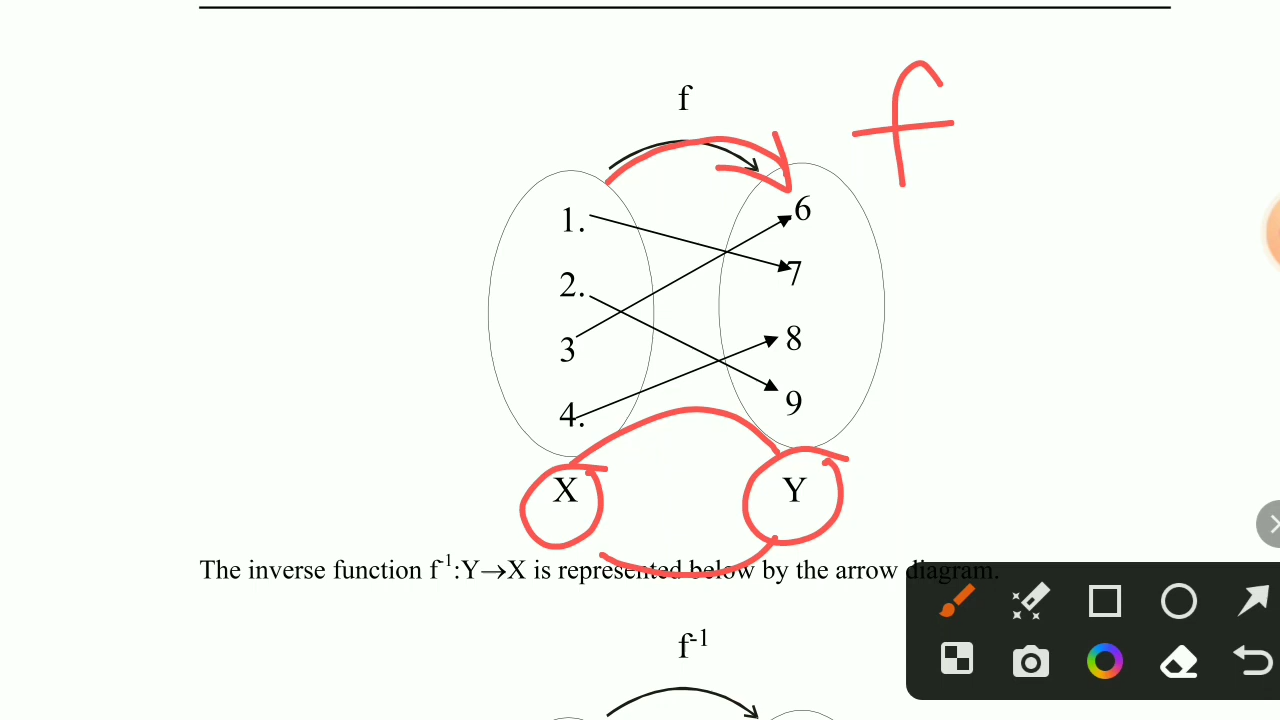 f f
1. 6
2. 7
3 8
4. 9
X Y
The inverse function f⁻¹:Y→X is represented below by the arrow diagram.
f⁻¹